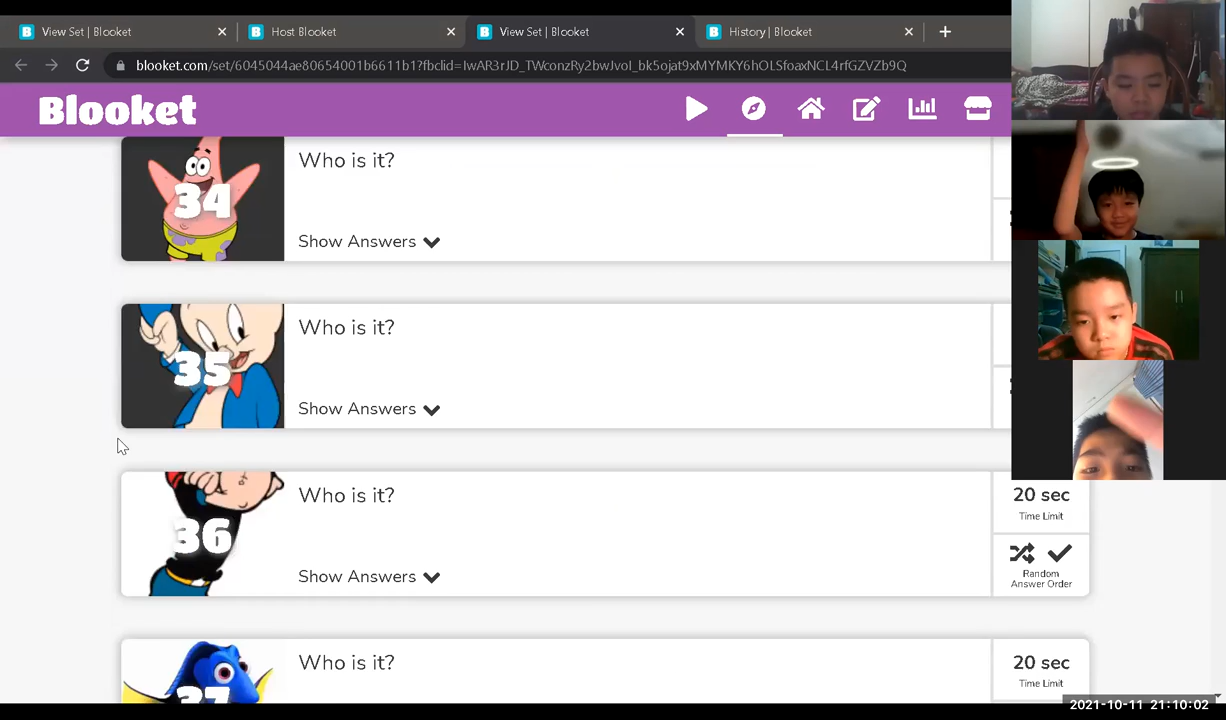 View Set | Blooket
Host Blooket
View Set | Blooket
History | Blooket
blooket.com/set/6045044ae80654001b6611b1?fbclid=IwAR3rJD_TWconzRy2bwJvoI_bk5ojat9xMYMKY6hOLSfoaxNCL4rfGZVZb9Q
Blooket
34
Who is it?
Show Answers
35
Who is it?
Show Answers
36
Who is it?
Show Answers
20 sec
Time Limit
Random
Answer Order
37
Who is it?
20 sec
Time Limit
2021-10-11 21:10:02